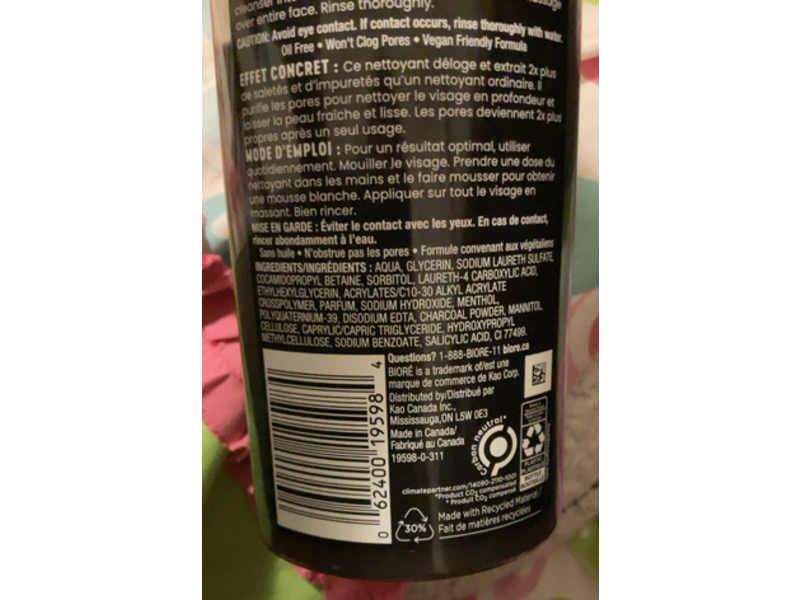 cleanser
over entire face. Rinse thoroughly.
CAUTION: Avoid eye contact. If contact occurs, rinse thoroughly with water.
Oil Free • Won't Clog Pores • Vegan Friendly Formula
EFFET CONCRET : Ce nettoyant déloge et extrait 2x plus
de saletés et d'impuretés qu'un nettoyant ordinaire. Il
purifie les pores pour nettoyer le visage en profondeur et
laisser la peau fraîche et lisse. Les pores deviennent 2x plus
propres après un seul usage.
MODE D'EMPLOI : Pour un résultat optimal, utiliser
quotidiennement. Mouiller le visage. Prendre une dose du
nettoyant dans les mains et le faire mousser pour obtenir
une mousse blanche. Appliquer sur tout le visage en
massant. Bien rincer.
MISE EN GARDE : Éviter le contact avec les yeux. En cas de contact,
rincer abondamment à l'eau.
Sans huile • N'obstrue pas les pores • Formule convenant aux végétaliens
INGREDIENTS/INGRÉDIENTS : AQUA, GLYCERIN, SODIUM LAURETH SULFATE,
COCAMIDOPROPYL BETAINE, SORBITOL, LAURETH-4 CARBOXYLIC ACID,
ETHYLHEXYLGLYCERIN, ACRYLATES/C10-30 ALKYL ACRYLATE
CROSSPOLYMER, PARFUM, SODIUM HYDROXIDE, MENTHOL,
POLYQUATERNIUM-39, DISODIUM EDTA, CHARCOAL POWDER, MANNITOL,
CELLULOSE, CAPRYLIC/CAPRIC TRIGLYCERIDE, HYDROXYPROPYL
METHYLCELLULOSE, SODIUM BENZOATE, SALICYLIC ACID, CI 77499.
Questions? 1-888-BIORE-11 biore.ca
BIORÉ is a trademark of/est une
marque de commerce de Kao Corp.
Distributed by/Distribué par
Kao Canada Inc.,
Mississauga,ON L5W 0E3
Made in Canada/
Fabriqué au Canada
19598-0-311
0 62400 19598 4
Carbon neutral*
climatepartner.com/14090-2110-1001
*Product CO₂ compensated
* Produit CO₂ compensé
30%
Made with Recycled Material /
Fait de matières recyclées